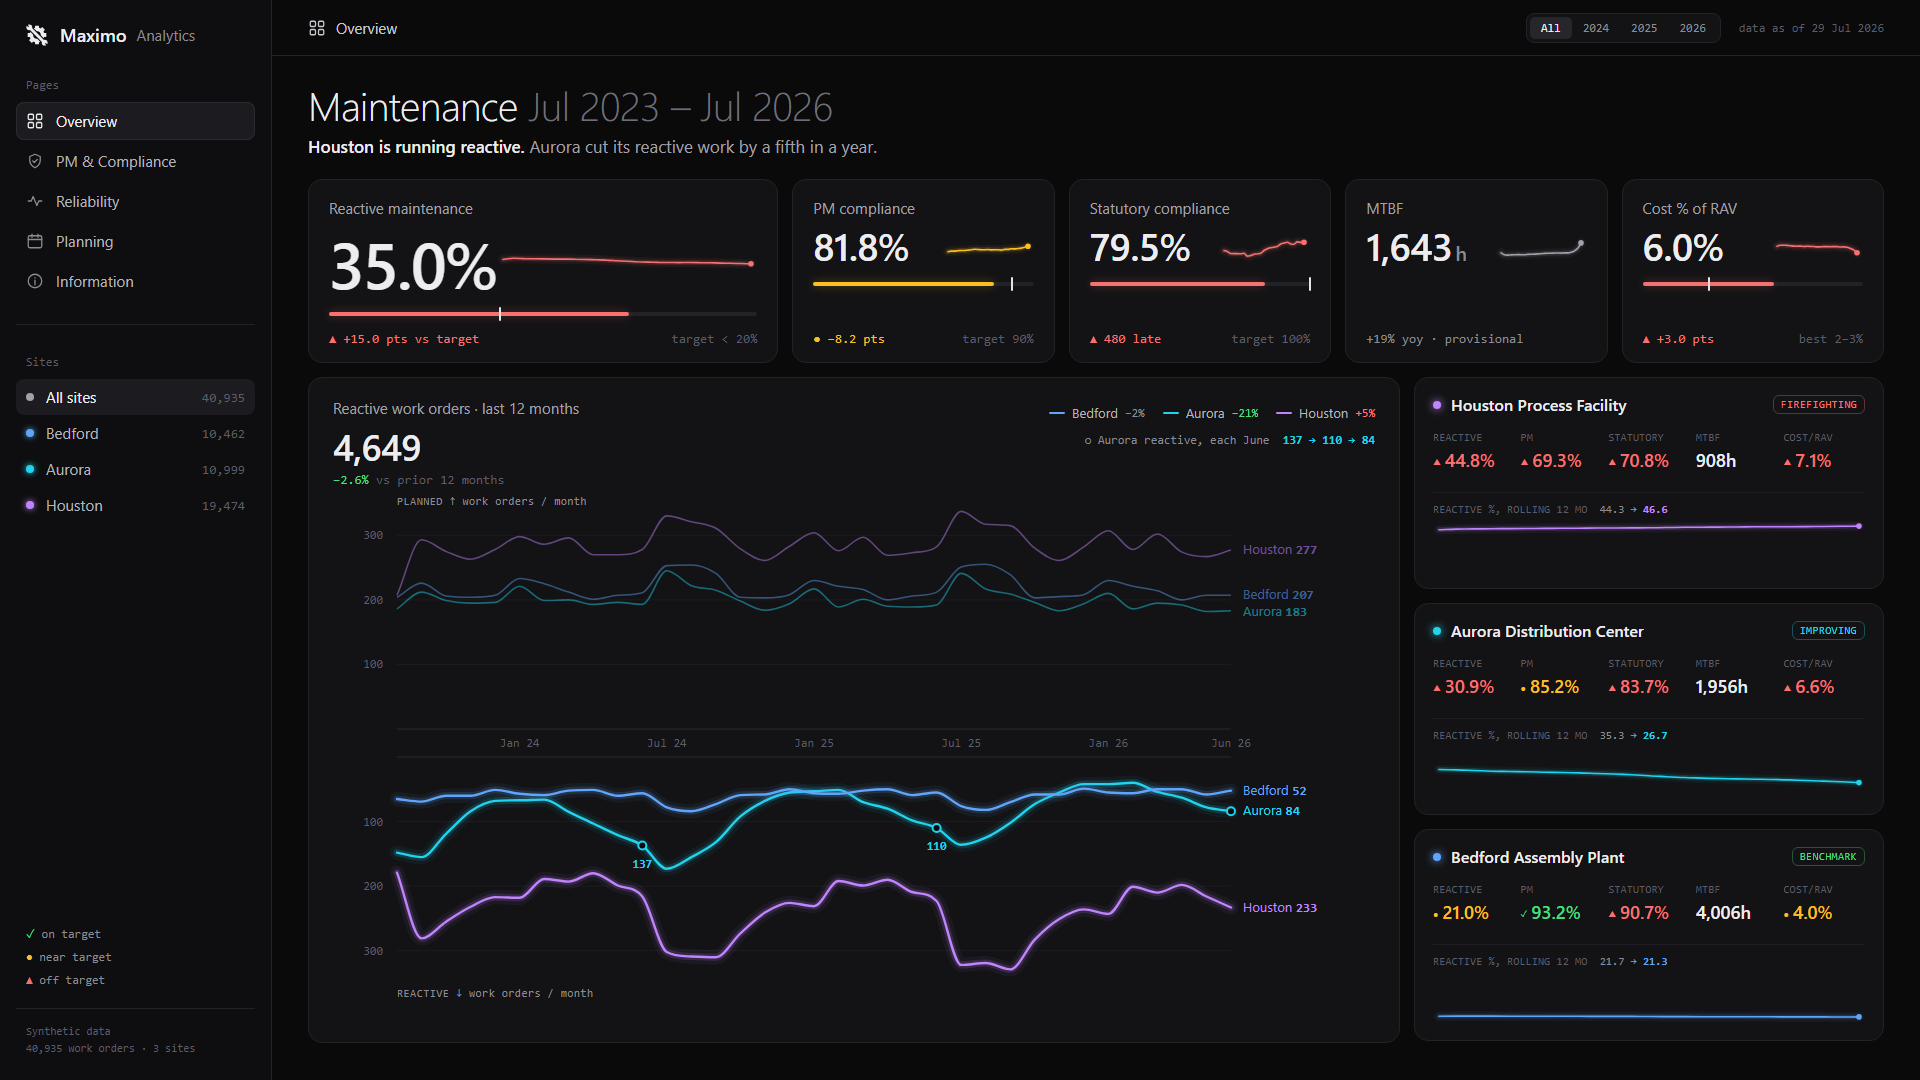 Maximo Analytics
Pages
Overview
PM & Compliance
Reliability
Planning
Information
Sites
All sites 40,935
Bedford 10,462
Aurora 10,999
Houston 19,474
✓ on target
● near target
▲ off target
Synthetic data
40,935 work orders · 3 sites
Overview
All 2024 2025 2026
data as of 29 Jul 2026
Maintenance Jul 2023 – Jul 2026
Houston is running reactive. Aurora cut its reactive work by a fifth in a year.
Reactive maintenance
35.0%
▲ +15.0 pts vs target target < 20%
PM compliance
81.8%
● −8.2 pts target 90%
Statutory compliance
79.5%
▲ 480 late target 100%
MTBF
1,643 h
+19% yoy · provisional
Cost % of RAV
6.0%
▲ +3.0 pts best 2–3%
Reactive work orders · last 12 months
4,649
−2.6% vs prior 12 months
Bedford −2% Aurora −21% Houston +5%
○ Aurora reactive, each June 137 → 110 → 84
PLANNED ↑ work orders / month
300
200
100
Houston 277
Bedford 207
Aurora 183
Jan 24 Jul 24 Jan 25 Jul 25 Jan 26 Jun 26
100
200
300
137
110
Bedford 52
Aurora 84
Houston 233
REACTIVE ↓ work orders / month
Houston Process Facility FIREFIGHTING
REACTIVE PM STATUTORY MTBF COST/RAV
▲ 44.8% ▲ 69.3% ▲ 70.8% 908h ▲ 7.1%
REACTIVE %, ROLLING 12 MO 44.3 → 46.6
Aurora Distribution Center IMPROVING
REACTIVE PM STATUTORY MTBF COST/RAV
▲ 30.9% ● 85.2% ▲ 83.7% 1,956h ▲ 6.6%
REACTIVE %, ROLLING 12 MO 35.3 → 26.7
Bedford Assembly Plant BENCHMARK
REACTIVE PM STATUTORY MTBF COST/RAV
● 21.0% ✓ 93.2% ▲ 90.7% 4,006h ● 4.0%
REACTIVE %, ROLLING 12 MO 21.7 → 21.3